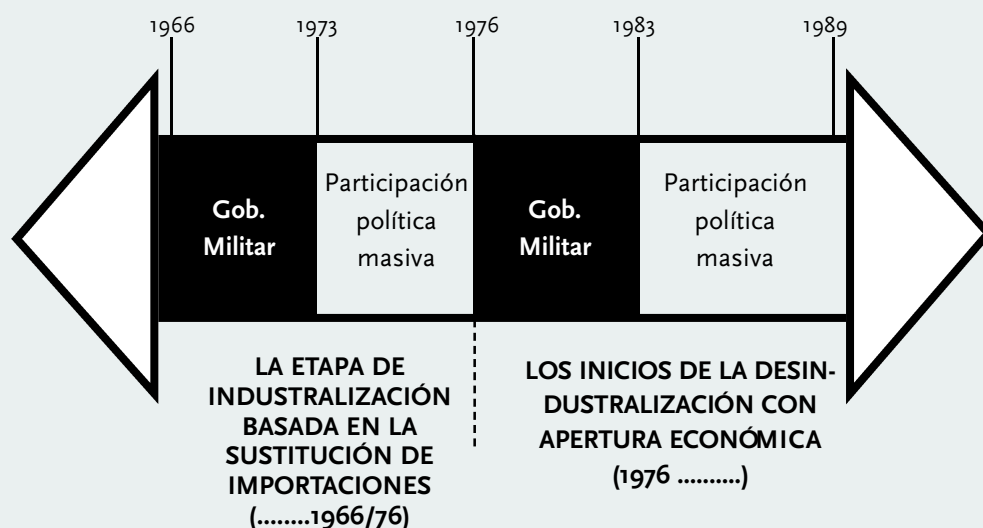 1966 1973 1976 1983 1989
Gob.
Militar
Participación
política
masiva
Gob.
Militar
Participación
política
masiva
LA ETAPA DE
INDUSTRALIZACIÓN
BASADA EN LA
SUSTITUCIÓN DE
IMPORTACIONES
(........1966/76)
LOS INICIOS DE LA DESIN-
DUSTRALIZACIÓN CON
APERTURA ECONÓMICA
(1976 ..........)